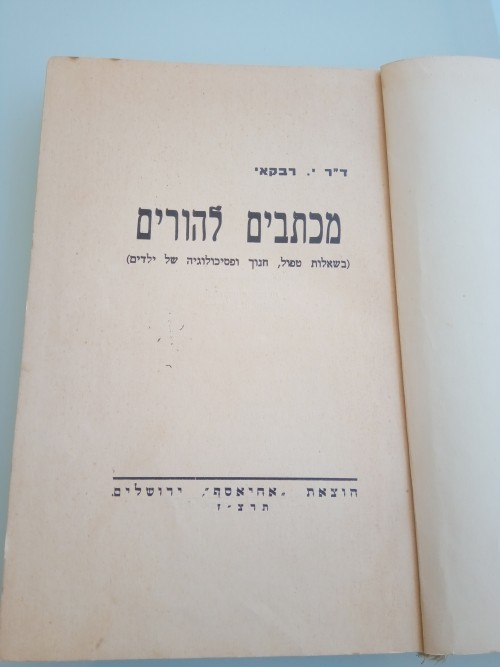 ד"ר י. רבקאי
מכתבים להורים
(בשאלות טפול, חנוך ופסיכולוגיה של ילדים)
הוצאת „אחיאסף”, ירושלים.
תרצ"ז